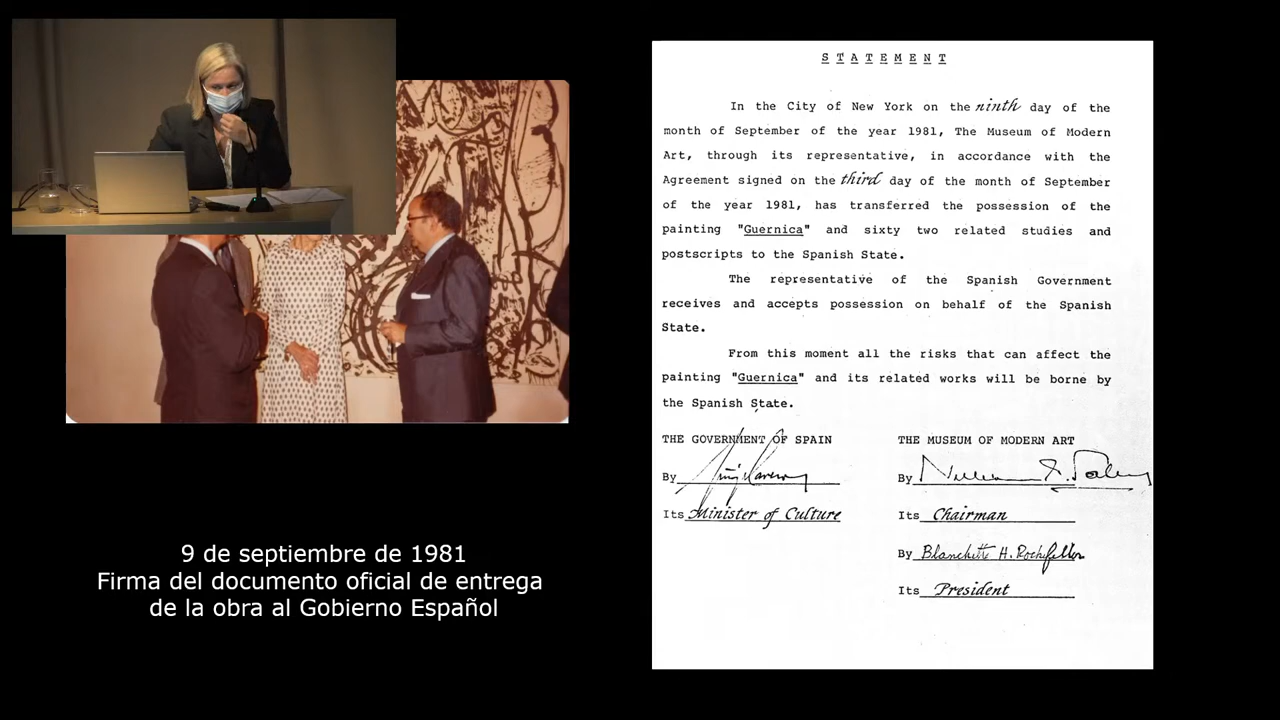 STATEMENT
In the City of New York on the ninth day of the
month of September of the year 1981, The Museum of Modern
Art, through its representative, in accordance with the
Agreement signed on the third day of the month of September
of the year 1981, has transferred the possession of the
painting "Guernica" and sixty two related studies and
postscripts to the Spanish State.
The representative of the Spanish Government
receives and accepts possession on behalf of the Spanish
State.
From this moment all the risks that can affect the
painting "Guernica" and its related works will be borne by
the Spanish State.
THE GOVERNMENT OF SPAIN
By
Its Minister of Culture
THE MUSEUM OF MODERN ART
By William S. Paley
Its Chairman
By Blanchette H. Rockefeller
Its President
9 de septiembre de 1981
Firma del documento oficial de entrega
de la obra al Gobierno Español